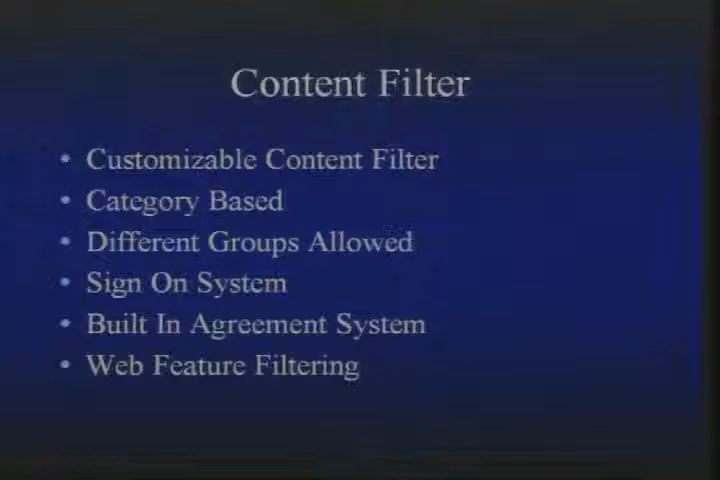 Content Filter
• Customizable Content Filter
• Category Based
• Different Groups Allowed
• Sign On System
• Built In Agreement System
• Web Feature Filtering